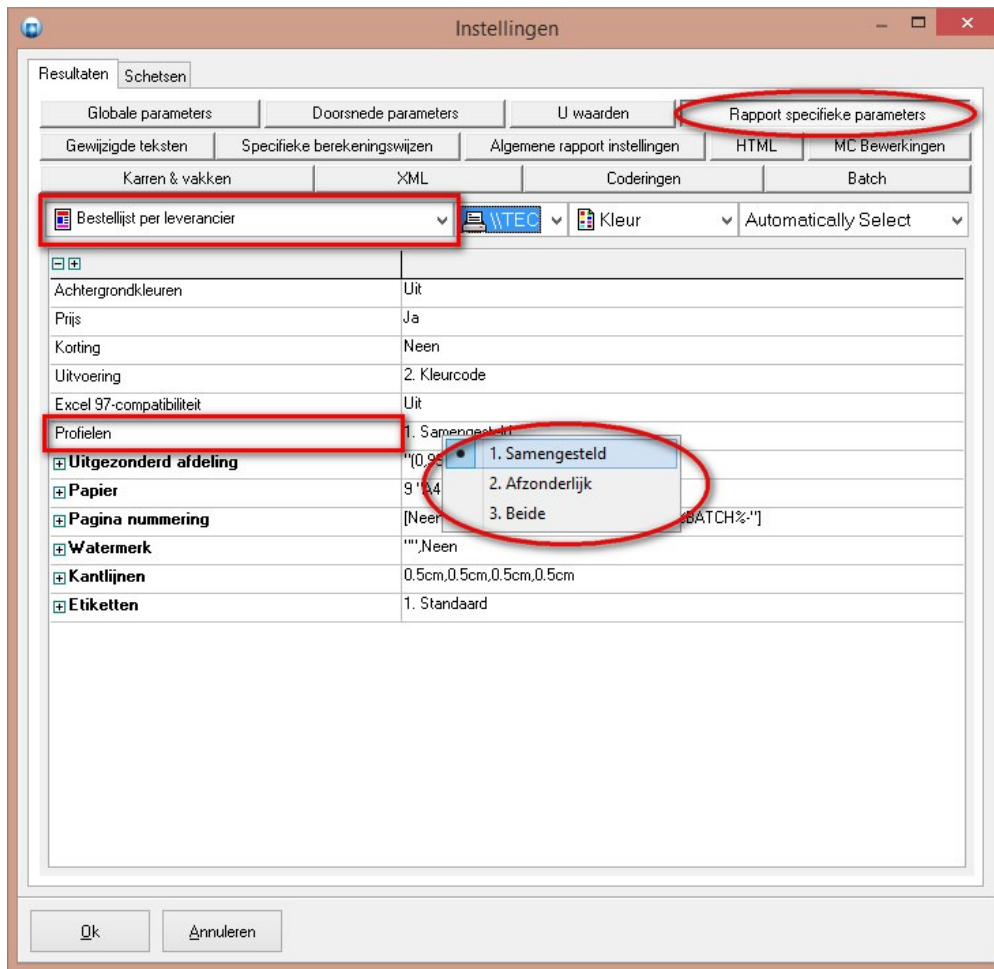 Instellingen
Resultaten Schetsen
Globale parameters Doorsnede parameters U waarden Rapport specifieke parameters
Gewijzigde teksten Specifieke berekeningswijzen Algemene rapport instellingen HTML MC Bewerkingen
Karren & vakken XML Coderingen Batch
Bestellijst per leverancier \\TEC Kleur Automatically Select
Achtergrondkleuren Uit
Prijs Ja
Korting Neen
Uitvoering 2. Kleurcode
Excel 97-compatibiliteit Uit
Profielen 1. Samengesteld
1. Samengesteld
2. Afzonderlijk
3. Beide
Uitgezonderd afdeling
Papier 9 "A4
Pagina nummering [Neen BATCH%-"]
Watermerk "",Neen
Kantlijnen 0.5cm,0.5cm,0.5cm,0.5cm
Etiketten 1. Standaard
Ok Annuleren